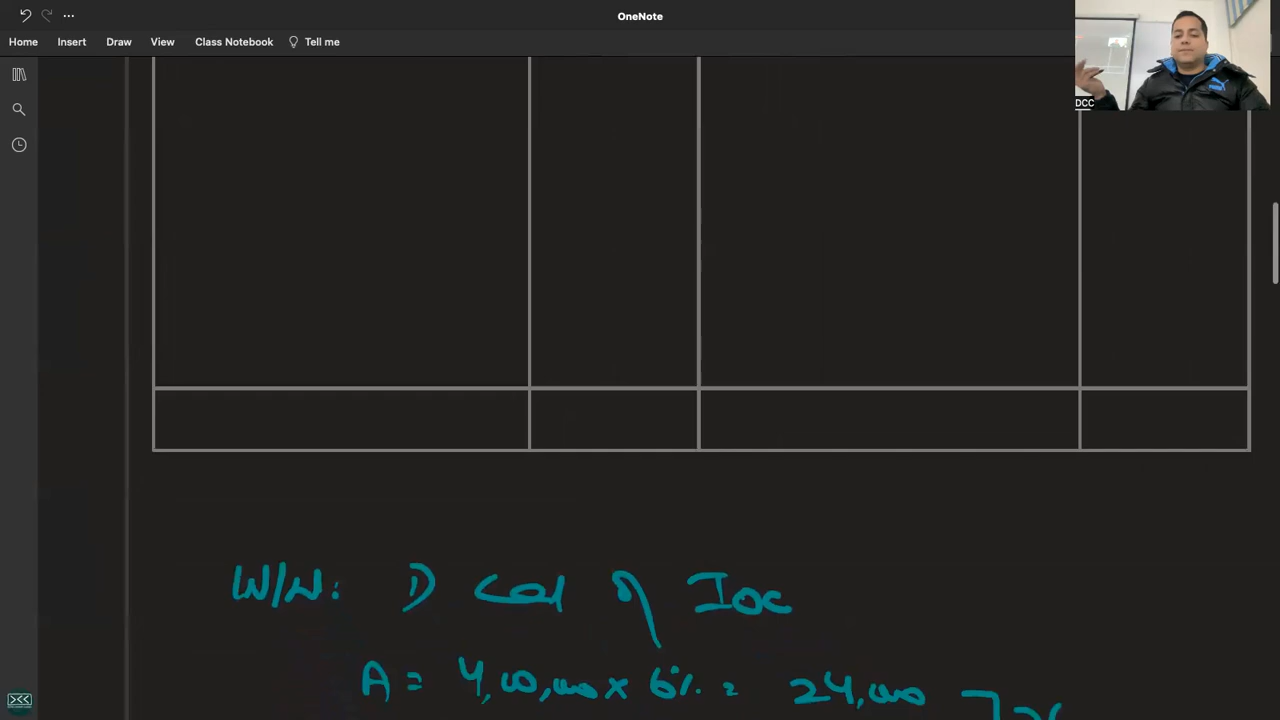 OneNote
Home Insert Draw View Class Notebook Tell me
DCC
W/N: 1) Cal of IOC
A = 4,00,000 x 6% = 24,000